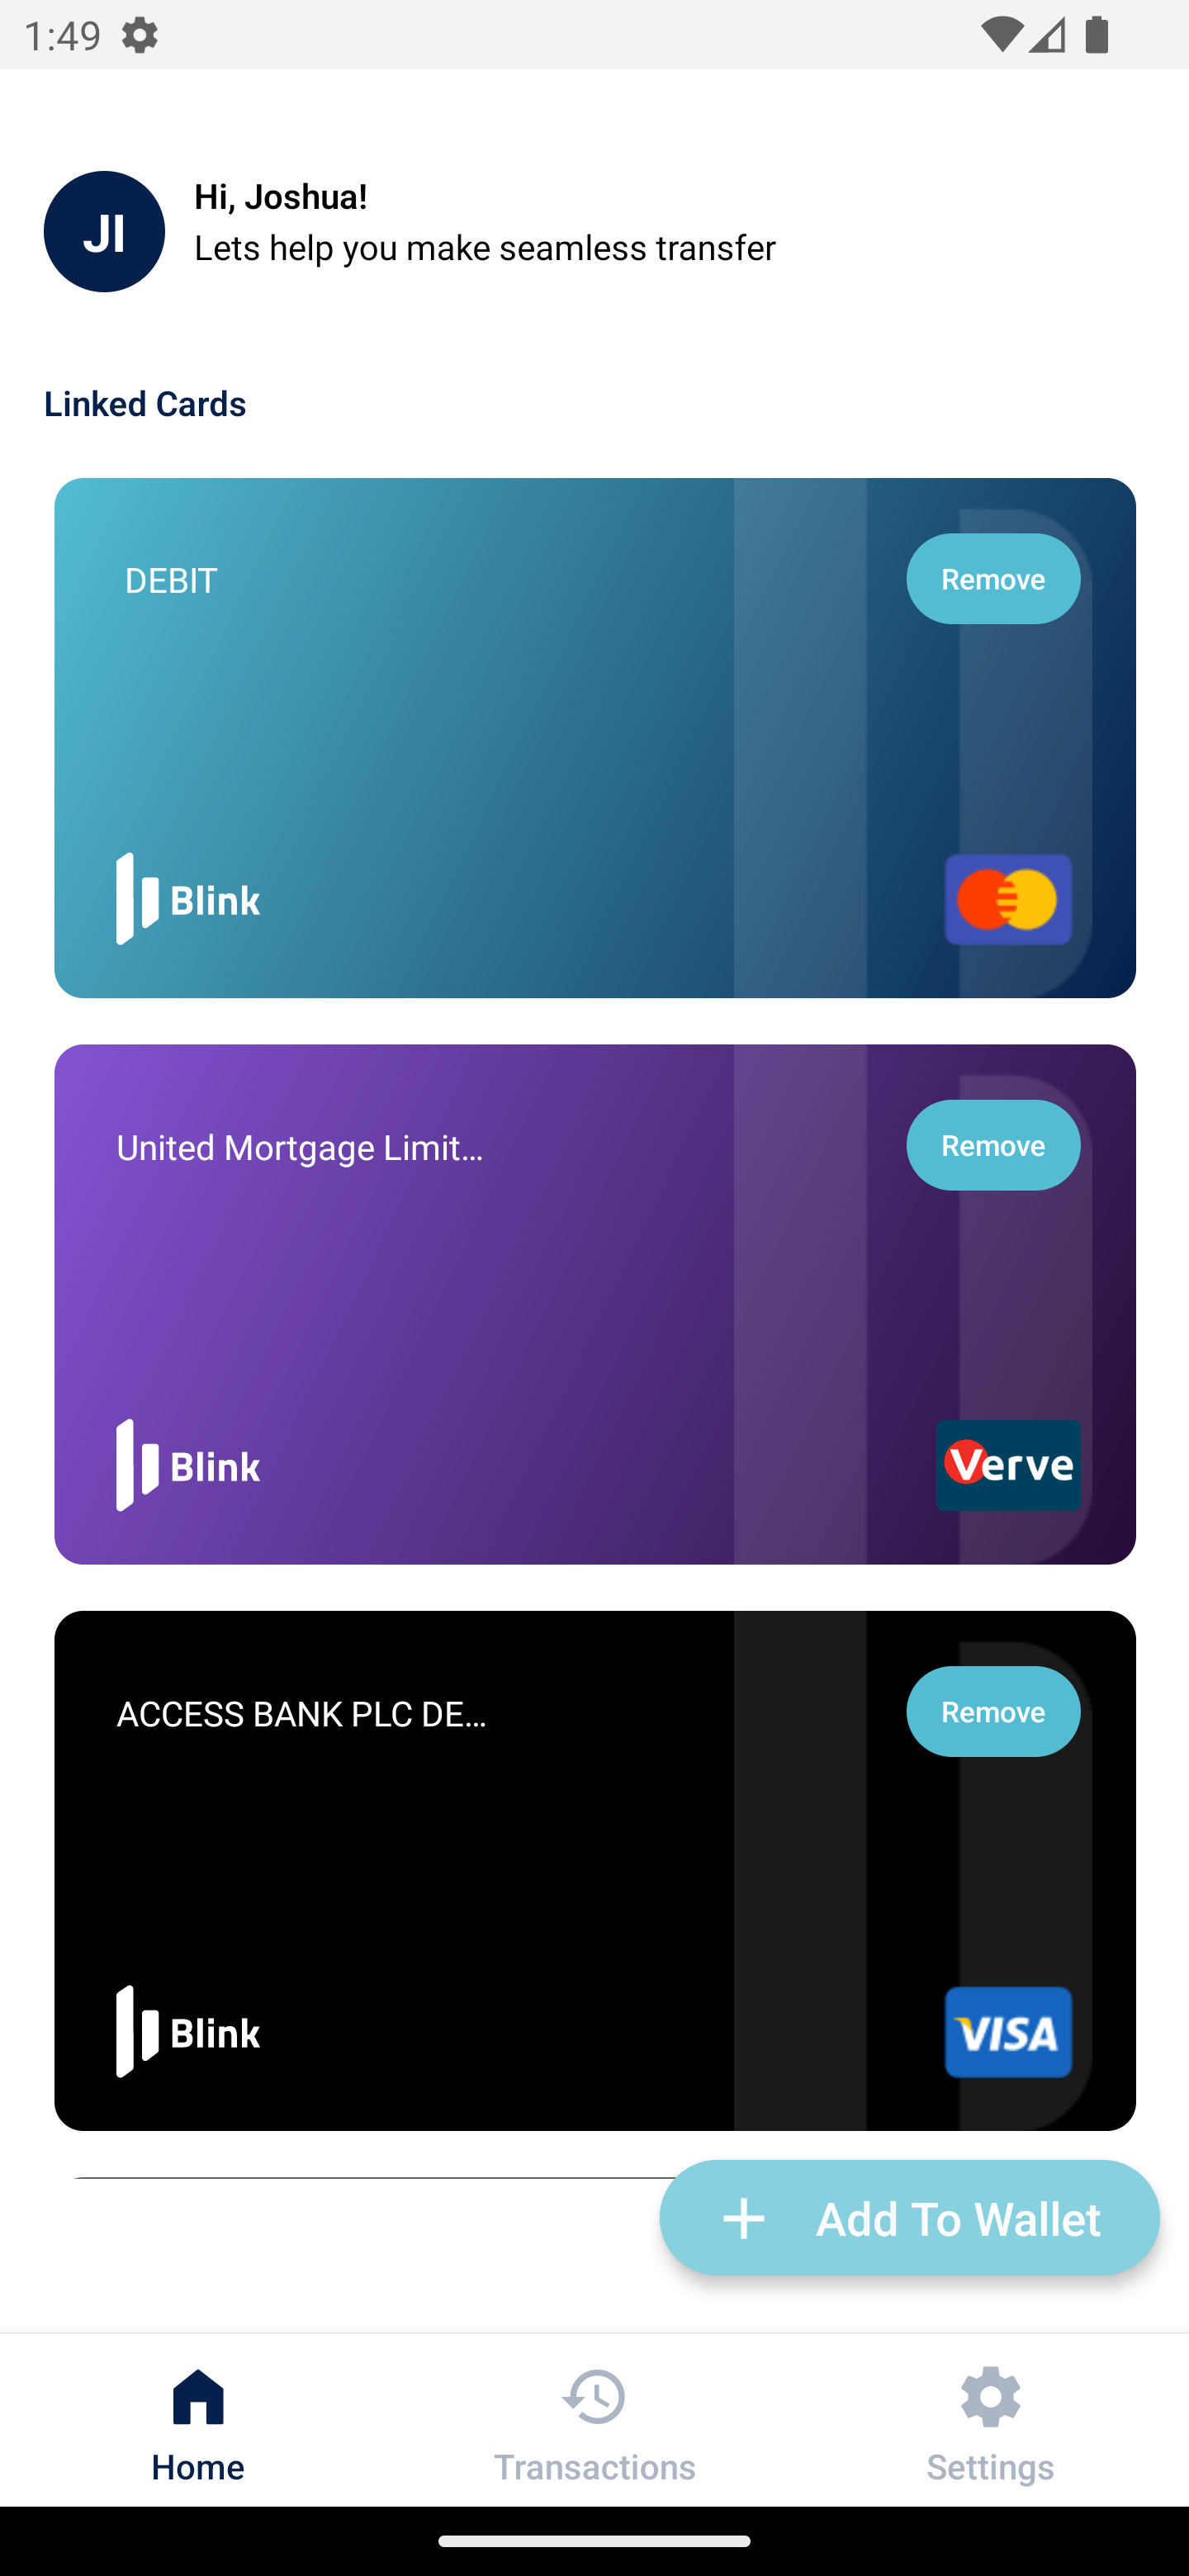 1:49
JI
Hi, Joshua!
Lets help you make seamless transfer
Linked Cards
DEBIT
Remove
Blink
United Mortgage Limit...
Remove
Blink
Verve
ACCESS BANK PLC DE...
Remove
Blink
VISA
Add To Wallet
Home
Transactions
Settings